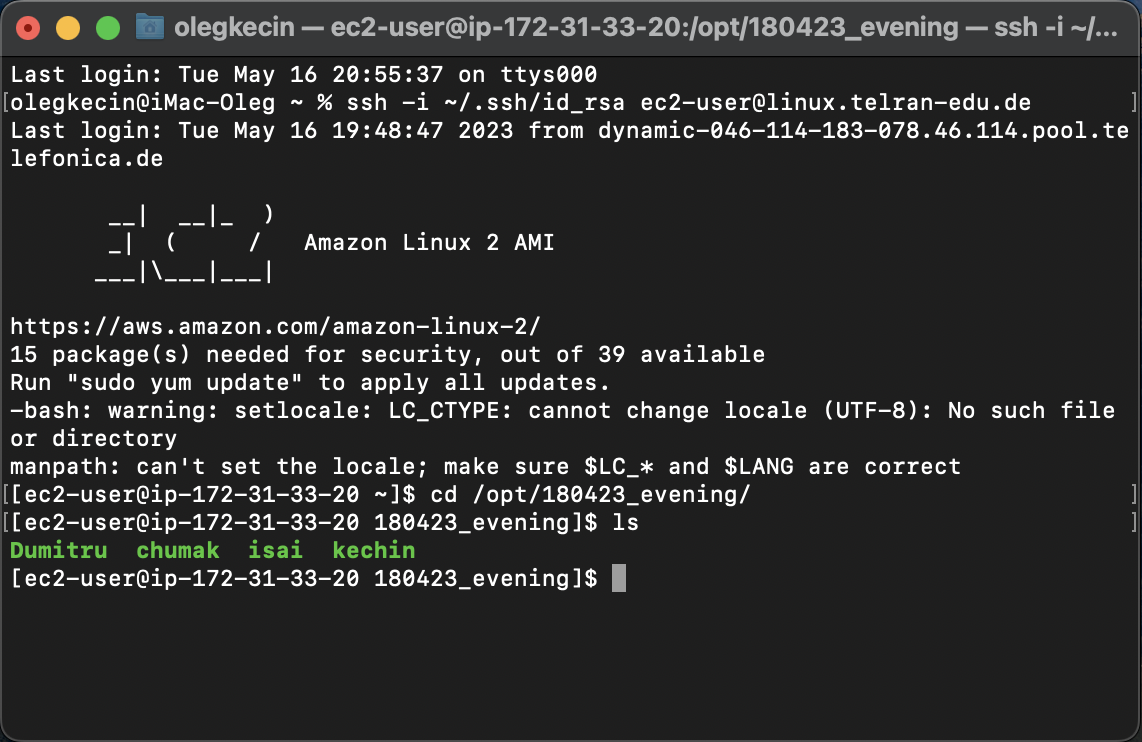 olegkecin — ec2-user@ip-172-31-33-20:/opt/180423_evening — ssh -i ~/...
Last login: Tue May 16 20:55:37 on ttys000
[olegkecin@iMac-Oleg ~ % ssh -i ~/.ssh/id_rsa ec2-user@linux.telran-edu.de ]
Last login: Tue May 16 19:48:47 2023 from dynamic-046-114-183-078.46.114.pool.te
lefonica.de
       __|  __|_  )
       _|  (     /   Amazon Linux 2 AMI
      ___|\___|___|
https://aws.amazon.com/amazon-linux-2/
15 package(s) needed for security, out of 39 available
Run "sudo yum update" to apply all updates.
-bash: warning: setlocale: LC_CTYPE: cannot change locale (UTF-8): No such file
or directory
manpath: can't set the locale; make sure $LC_* and $LANG are correct
[[ec2-user@ip-172-31-33-20 ~]$ cd /opt/180423_evening/ ]
[[ec2-user@ip-172-31-33-20 180423_evening]$ ls ]
Dumitru  chumak  isai  kechin
[ec2-user@ip-172-31-33-20 180423_evening]$